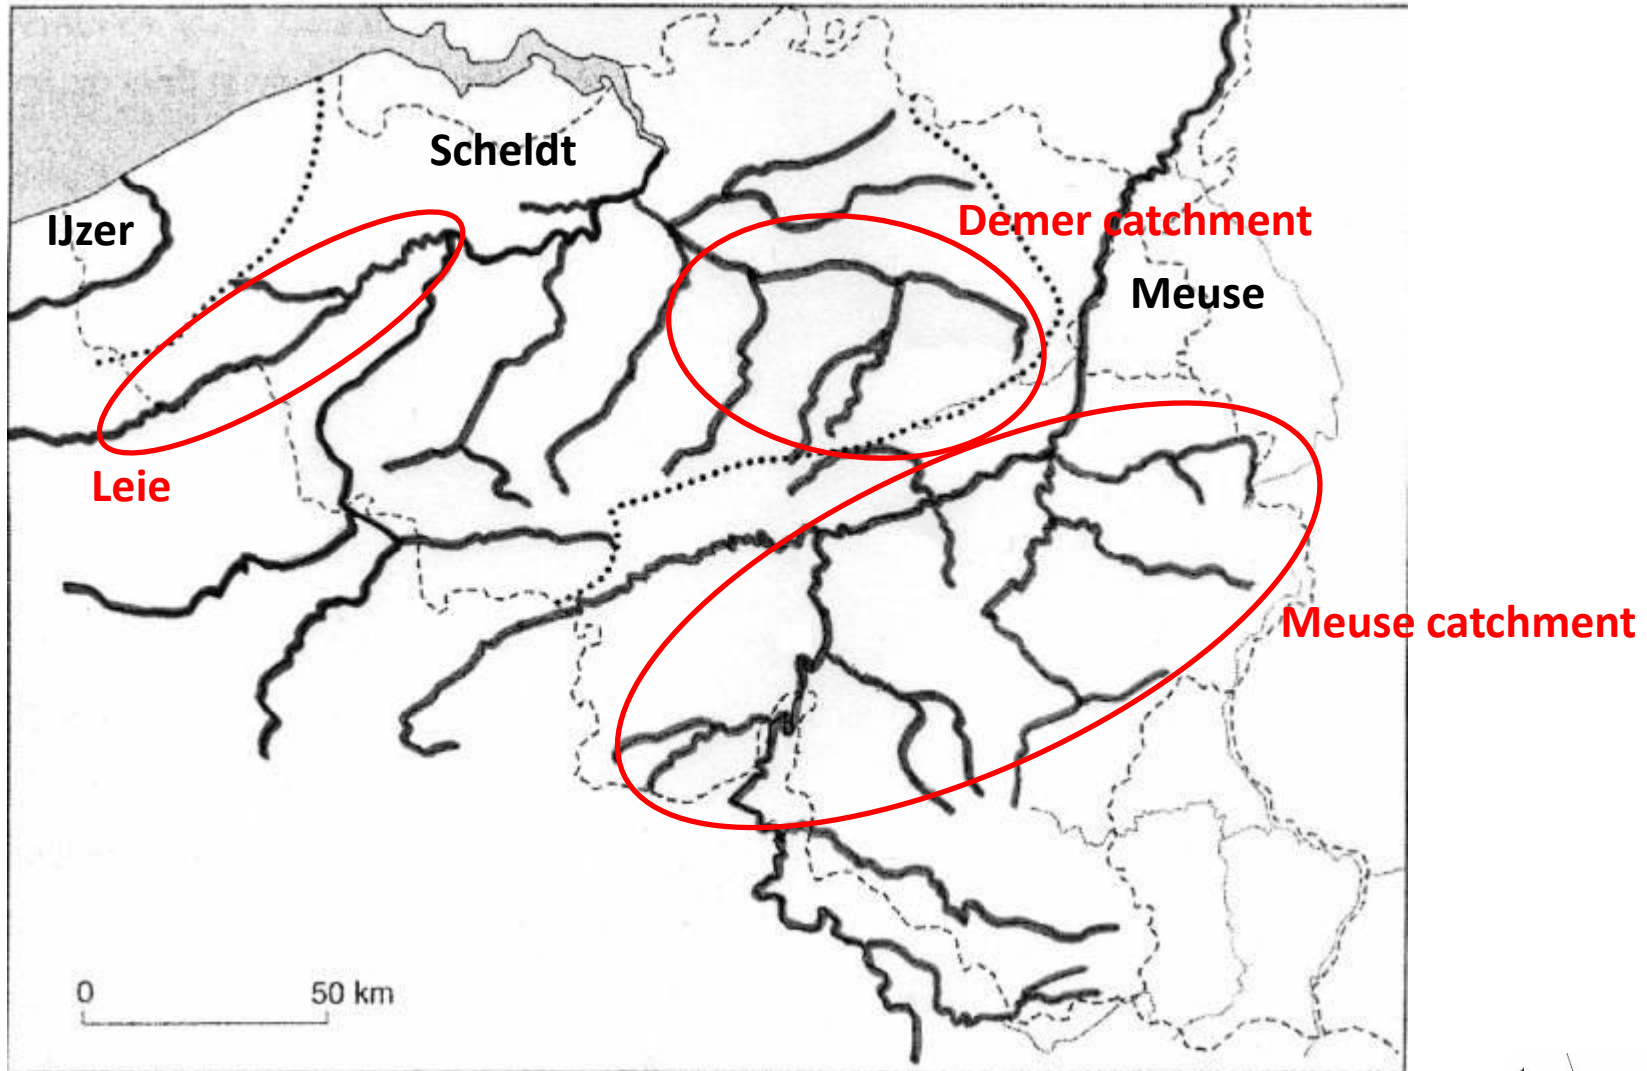 Scheldt
IJzer
Demer catchment
Meuse
Leie
Meuse catchment
0 50 km